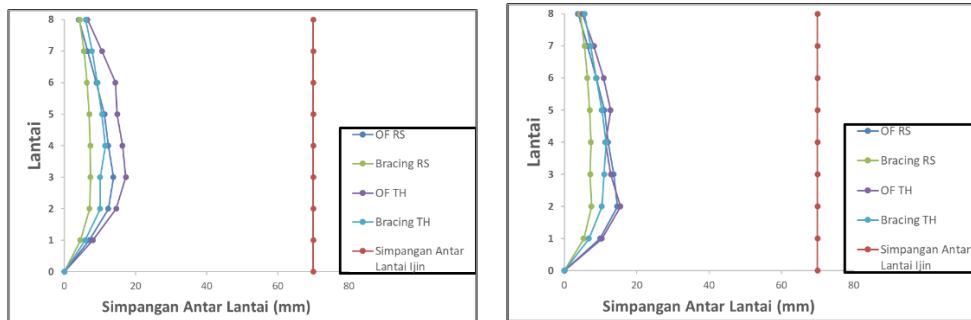 8
7
6
5
4
3
2
1
0
Lantai
0
20
40
60
80
Simpangan Antar Lantai (mm)
OF RS
Bracing RS
OF TH
Bracing TH
Simpangan Antar
Lantai Ijin
8
7
6
5
4
3
2
1
0
Lantai
0
20
40
60
80
Simpangan Antar Lantai (mm)
OF RS
Bracing RS
OF TH
Bracing TH
Simpangan Antar
Lantai Ijin